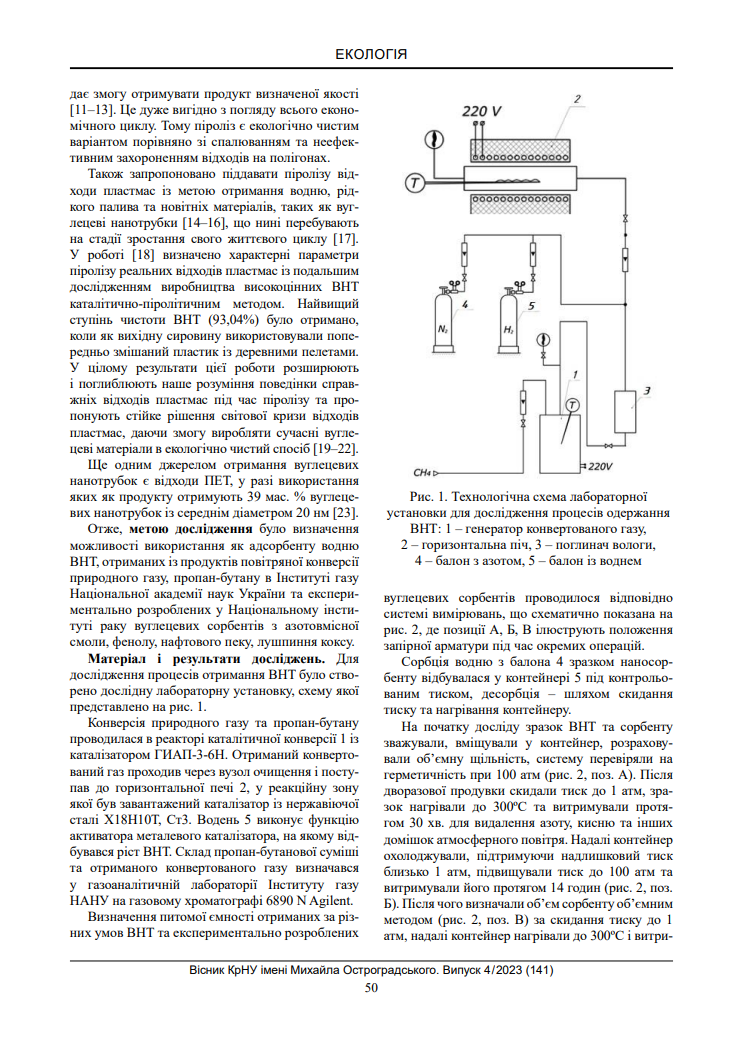 ЕКОЛОГІЯ
дає змогу отримувати продукт визначеної якості
[11–13]. Це дуже вигідно з погляду всього еконо-
мічного циклу. Тому піроліз є екологічно чистим
варіантом порівняно зі спалюванням та неефек-
тивним захороненням відходів на полігонах.
Також запропоновано піддавати піролізу від-
ходи пластмас із метою отримання водню, рід-
кого палива та новітніх матеріалів, таких як вуг-
лецеві нанотрубки [14–16], що нині перебувають
на стадії зростання свого життєвого циклу [17].
У роботі [18] визначено характерні параметри
піролізу реальних відходів пластмас із подальшим
дослідженням виробництва високоцінних ВНТ
каталітично-піролітичним методом. Найвищий
ступінь чистоти ВНТ (93,04%) було отримано,
коли як вихідну сировину використовували попе-
редньо змішаний пластик із деревними пелетами.
У цілому результати цієї роботи розширюють
і поглиблюють наше розуміння поведінки справ-
жніх відходів пластмас під час піролізу та про-
понують стійке рішення світової кризи відходів
пластмас, даючи змогу виробляти сучасні вугле-
цеві матеріали в екологічно чистий спосіб [19–22].
Ще одним джерелом отримання вуглецевих
нанотрубок є відходи ПЕТ, у разі використання
яких як продукту отримують 39 мас. % вуглеце-
вих нанотрубок із середнім діаметром 20 нм [23].
Отже, метою дослідження було визначення
можливості використання як адсорбенту водню
ВНТ, отриманих із продуктів повітряної конверсії
природного газу, пропан-бутану в Інституті газу
Національної академії наук України та експери-
ментально розроблених у Національному інсти-
туті раку вуглецевих сорбентів з азотовмісної
смоли, фенолу, нафтового пеку, лушпиння коксу.
Матеріал і результати досліджень. Для
дослідження процесів отримання ВНТ було ство-
рено дослідну лабораторну установку, схему якої
представлено на рис. 1.
Конверсія природного газу та пропан-бутану
проводилася в реакторі каталітичної конверсії 1 із
каталізатором ГИАП-3-6Н. Отриманий конверто-
ваний газ проходив через вузол очищення і посту-
пав до горизонтальної печі 2, у реакційну зону
якої був завантажений каталізатор із нержавіючої
сталі Х18Н10Т, Ст3. Водень 5 виконує функцію
активатора металевого каталізатора, на якому від-
бувався ріст ВНТ. Склад пропан-бутанової суміші
та отриманого конвертованого газу визначався
у газоаналітичній лабораторії Інституту газу
НАНУ на газовому хроматографі 6890 N Agilent.
Визначення питомої ємності отриманих за різ-
них умов ВНТ та експериментально розроблених
220 V
2
T
4
5
N₂
H₂
1
T
3
CH₄
220V
Рис. 1. Технологічна схема лабораторної
установки для дослідження процесів одержання
ВНТ: 1 – генератор конвертованого газу,
2 – горизонтальна піч, 3 – поглинач вологи,
4 – балон з азотом, 5 – балон із воднем
вуглецевих сорбентів проводилося відповідно
системі вимірювань, що схематично показана на
рис. 2, де позиції А, Б, В ілюструють положення
запірної арматури під час окремих операцій.
Сорбція водню з балона 4 зразком наносор-
бенту відбувалася у контейнері 5 під контрольо-
ваним тиском, десорбція – шляхом скидання
тиску та нагрівання контейнеру.
На початку досліду зразок ВНТ та сорбенту
зважували, вміщували у контейнер, розрахову-
вали об’ємну щільність, систему перевіряли на
герметичність при 100 атм (рис. 2, поз. А). Після
дворазової продувки скидали тиск до 1 атм, зра-
зок нагрівали до 300ºС та витримували протя-
гом 30 хв. для видалення азоту, кисню та інших
домішок атмосферного повітря. Надалі контейнер
охолоджували, підтримуючи надлишковий тиск
близько 1 атм, підвищували тиск до 100 атм та
витримували його протягом 14 годин (рис. 2, поз.
Б). Після чого визначали об’єм сорбенту об’ємним
методом (рис. 2, поз. В) за скидання тиску до 1
атм, надалі контейнер нагрівали до 300ºС і витри-
Вісник КрНУ імені Михайла Остроградського. Випуск 4/2023 (141)
50